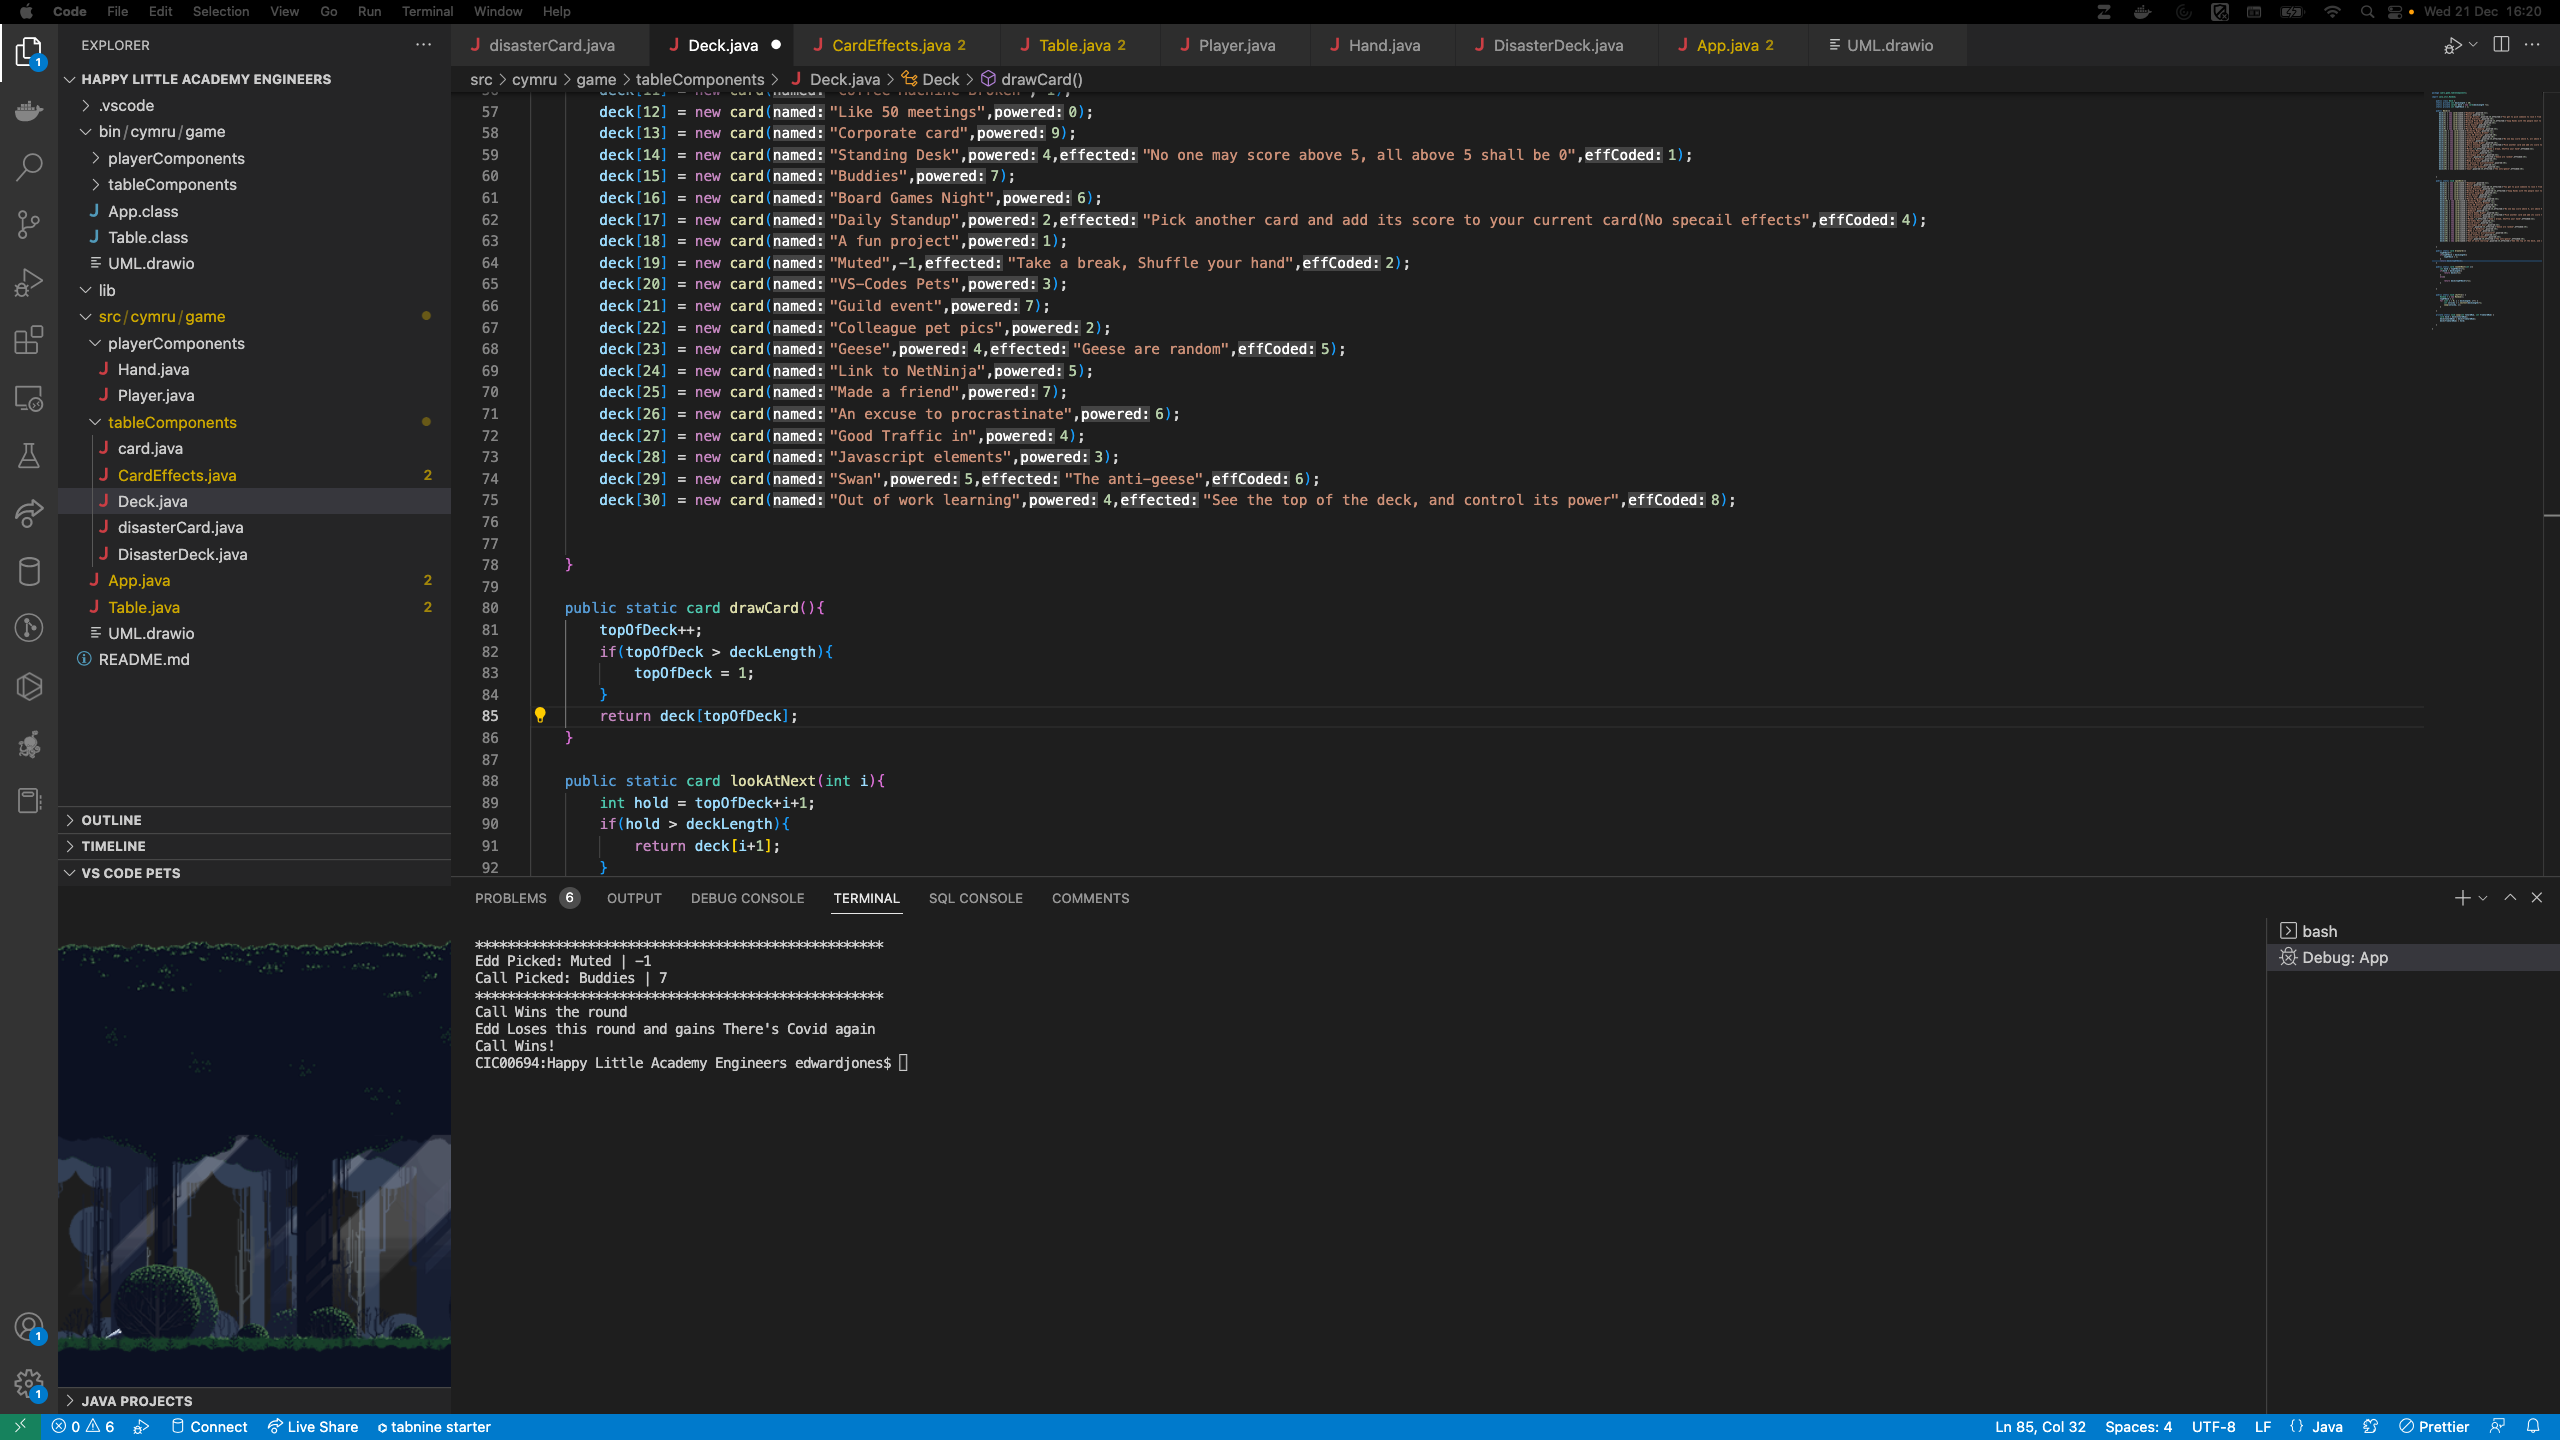 Code File Edit Selection View Go Run Terminal Window Help
Wed 21 Dec 16:20
EXPLORER
HAPPY LITTLE ACADEMY ENGINEERS
.vscode
bin/cymru/game
playerComponents
tableComponents
App.class
Table.class
UML.drawio
lib
src/cymru/game
playerComponents
Hand.java
Player.java
tableComponents
card.java
CardEffects.java 2
Deck.java
disasterCard.java
DisasterDeck.java
App.java 2
Table.java 2
UML.drawio
README.md
OUTLINE
TIMELINE
VS CODE PETS
JAVA PROJECTS
disasterCard.java Deck.java CardEffects.java 2 Table.java 2 Player.java Hand.java DisasterDeck.java App.java 2 UML.drawio
src > cymru > game > tableComponents > Deck.java > Deck > drawCard()
57 deck[12] = new card(named:"Like 50 meetings",powered:0);
58 deck[13] = new card(named:"Corporate card",powered:9);
59 deck[14] = new card(named:"Standing Desk",powered:4,effected:"No one may score above 5, all above 5 shall be 0",effCoded:1);
60 deck[15] = new card(named:"Buddies",powered:7);
61 deck[16] = new card(named:"Board Games Night",powered:6);
62 deck[17] = new card(named:"Daily Standup",powered:2,effected:"Pick another card and add its score to your current card(No specail effects",effCoded:4);
63 deck[18] = new card(named:"A fun project",powered:1);
64 deck[19] = new card(named:"Muted",-1,effected:"Take a break, Shuffle your hand",effCoded:2);
65 deck[20] = new card(named:"VS-Codes Pets",powered:3);
66 deck[21] = new card(named:"Guild event",powered:7);
67 deck[22] = new card(named:"Colleague pet pics",powered:2);
68 deck[23] = new card(named:"Geese",powered:4,effected:"Geese are random",effCoded:5);
69 deck[24] = new card(named:"Link to NetNinja",powered:5);
70 deck[25] = new card(named:"Made a friend",powered:7);
71 deck[26] = new card(named:"An excuse to procrastinate",powered:6);
72 deck[27] = new card(named:"Good Traffic in",powered:4);
73 deck[28] = new card(named:"Javascript elements",powered:3);
74 deck[29] = new card(named:"Swan",powered:5,effected:"The anti-geese",effCoded:6);
75 deck[30] = new card(named:"Out of work learning",powered:4,effected:"See the top of the deck, and control its power",effCoded:8);
76
77
78 }
79
80 public static card drawCard(){
81 topOfDeck++;
82 if(topOfDeck > deckLength){
83 topOfDeck = 1;
84 }
85 return deck[topOfDeck];
86 }
87
88 public static card lookAtNext(int i){
89 int hold = topOfDeck+i+1;
90 if(hold > deckLength){
91 return deck[i+1];
92 }
PROBLEMS 6 OUTPUT DEBUG CONSOLE TERMINAL SQL CONSOLE COMMENTS
***************************************************
Edd Picked: Muted | -1
Call Picked: Buddies | 7
***************************************************
Call Wins the round
Edd Loses this round and gains There's Covid again
Call Wins!
CIC00694:Happy Little Academy Engineers edwardjones$
bash
Debug: App
0 6 Connect Live Share tabnine starter
Ln 85, Col 32 Spaces: 4 UTF-8 LF {} Java Prettier